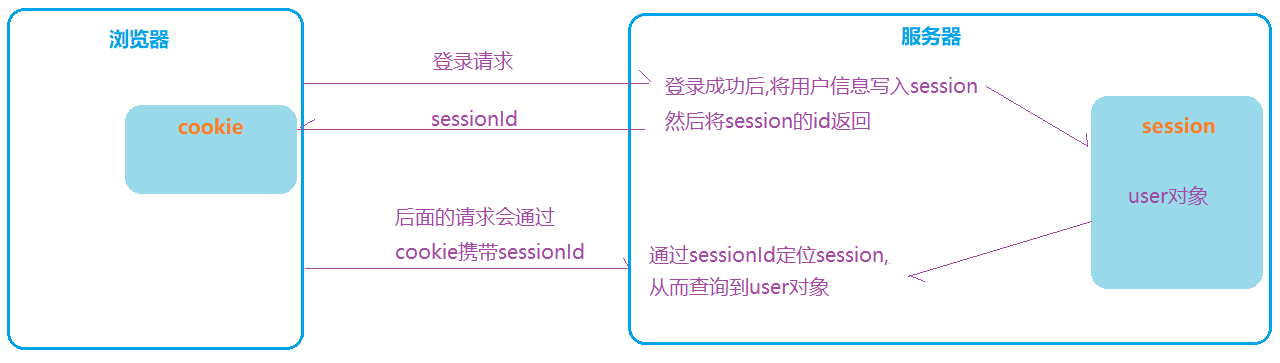 浏览器
cookie
登录请求
sessionId
后面的请求会通过
cookie携带sessionId
服务器
登录成功后,将用户信息写入session
然后将session的id返回
session
user对象
通过sessionId定位session,
从而查询到user对象